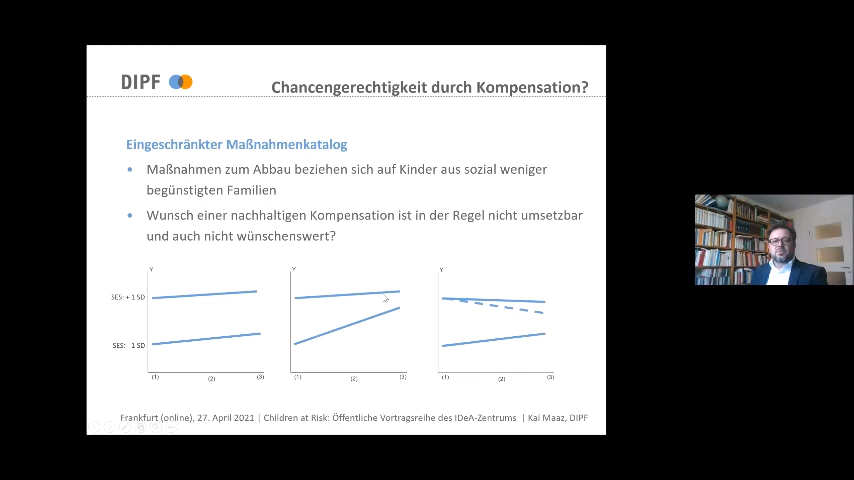 DIPF
Chancengerechtigkeit durch Kompensation?
Eingeschränkter Maßnahmenkatalog
• Maßnahmen zum Abbau beziehen sich auf Kinder aus sozial weniger
begünstigten Familien
• Wunsch einer nachhaltigen Kompensation ist in der Regel nicht umsetzbar
und auch nicht wünschenswert?
Y
SES: + 1 SD
SES: 1 SD
(1) (2) (3)
Y
(1) (2) (3)
Y
(1) (2) (3)
Frankfurt (online), 27. April 2021 | Children at Risk: Öffentliche Vortragsreihe des IDeA-Zentrums | Kai Maaz, DIPF